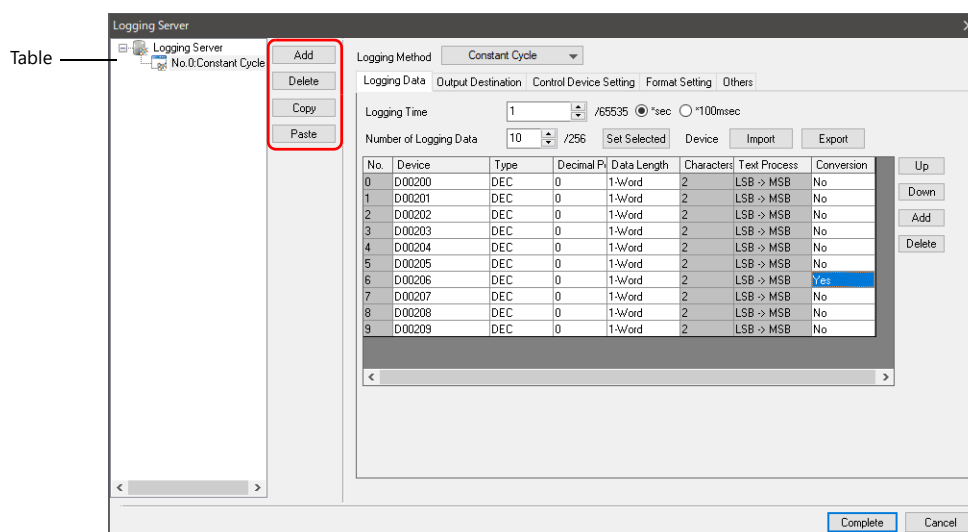 Logging Server
Table
Logging Server
No.0:Constant Cycle
Add
Delete
Copy
Paste
Logging Method Constant Cycle
Logging Data Output Destination Control Device Setting Format Setting Others
Logging Time 1 /65535 *sec *100msec
Number of Logging Data 10 /256 Set Selected Device Import Export
No. Device Type Decimal P Data Length Characters Text Process Conversion
0 D00200 DEC 0 1-Word 2 LSB -> MSB No
1 D00201 DEC 0 1-Word 2 LSB -> MSB No
2 D00202 DEC 0 1-Word 2 LSB -> MSB No
3 D00203 DEC 0 1-Word 2 LSB -> MSB No
4 D00204 DEC 0 1-Word 2 LSB -> MSB No
5 D00205 DEC 0 1-Word 2 LSB -> MSB No
6 D00206 DEC 0 1-Word 2 LSB -> MSB Yes
7 D00207 DEC 0 1-Word 2 LSB -> MSB No
8 D00208 DEC 0 1-Word 2 LSB -> MSB No
9 D00209 DEC 0 1-Word 2 LSB -> MSB No
Up
Down
Add
Delete
Complete Cancel